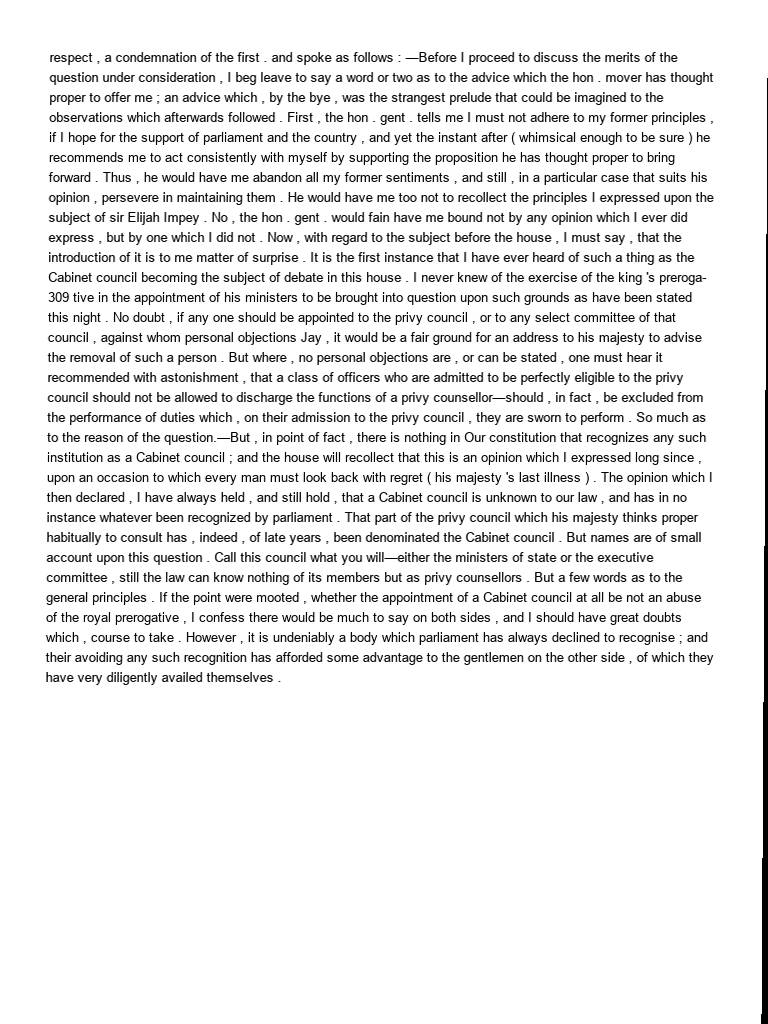 respect , a condemnation of the first . and spoke as follows : —Before I proceed to discuss the merits of the
question under consideration , I beg leave to say a word or two as to the advice which the hon . mover has thought
proper to offer me ; an advice which , by the bye , was the strangest prelude that could be imagined to the
observations which afterwards followed . First , the hon . gent . tells me I must not adhere to my former principles ,
if I hope for the support of parliament and the country , and yet the instant after ( whimsical enough to be sure ) he
recommends me to act consistently with myself by supporting the proposition he has thought proper to bring
forward . Thus , he would have me abandon all my former sentiments , and still , in a particular case that suits his
opinion , persevere in maintaining them . He would have me too not to recollect the principles I expressed upon the
subject of sir Elijah Impey . No , the hon . gent . would fain have me bound not by any opinion which I ever did
express , but by one which I did not . Now , with regard to the subject before the house , I must say , that the
introduction of it is to me matter of surprise . It is the first instance that I have ever heard of such a thing as the
Cabinet council becoming the subject of debate in this house . I never knew of the exercise of the king 's preroga-
309 tive in the appointment of his ministers to be brought into question upon such grounds as have been stated
this night . No doubt , if any one should be appointed to the privy council , or to any select committee of that
council , against whom personal objections Jay , it would be a fair ground for an address to his majesty to advise
the removal of such a person . But where , no personal objections are , or can be stated , one must hear it
recommended with astonishment , that a class of officers who are admitted to be perfectly eligible to the privy
council should not be allowed to discharge the functions of a privy counsellor—should , in fact , be excluded from
the performance of duties which , on their admission to the privy council , they are sworn to perform . So much as
to the reason of the question.—But , in point of fact , there is nothing in Our constitution that recognizes any such
institution as a Cabinet council ; and the house will recollect that this is an opinion which I expressed long since ,
upon an occasion to which every man must look back with regret ( his majesty 's last illness ) . The opinion which I
then declared , I have always held , and still hold , that a Cabinet council is unknown to our law , and has in no
instance whatever been recognized by parliament . That part of the privy council which his majesty thinks proper
habitually to consult has , indeed , of late years , been denominated the Cabinet council . But names are of small
account upon this question . Call this council what you will—either the ministers of state or the executive
committee , still the law can know nothing of its members but as privy counsellors . But a few words as to the
general principles . If the point were mooted , whether the appointment of a Cabinet council at all be not an abuse
of the royal prerogative , I confess there would be much to say on both sides , and I should have great doubts
which , course to take . However , it is undeniably a body which parliament has always declined to recognise ; and
their avoiding any such recognition has afforded some advantage to the gentlemen on the other side , of which they
have very diligently availed themselves .